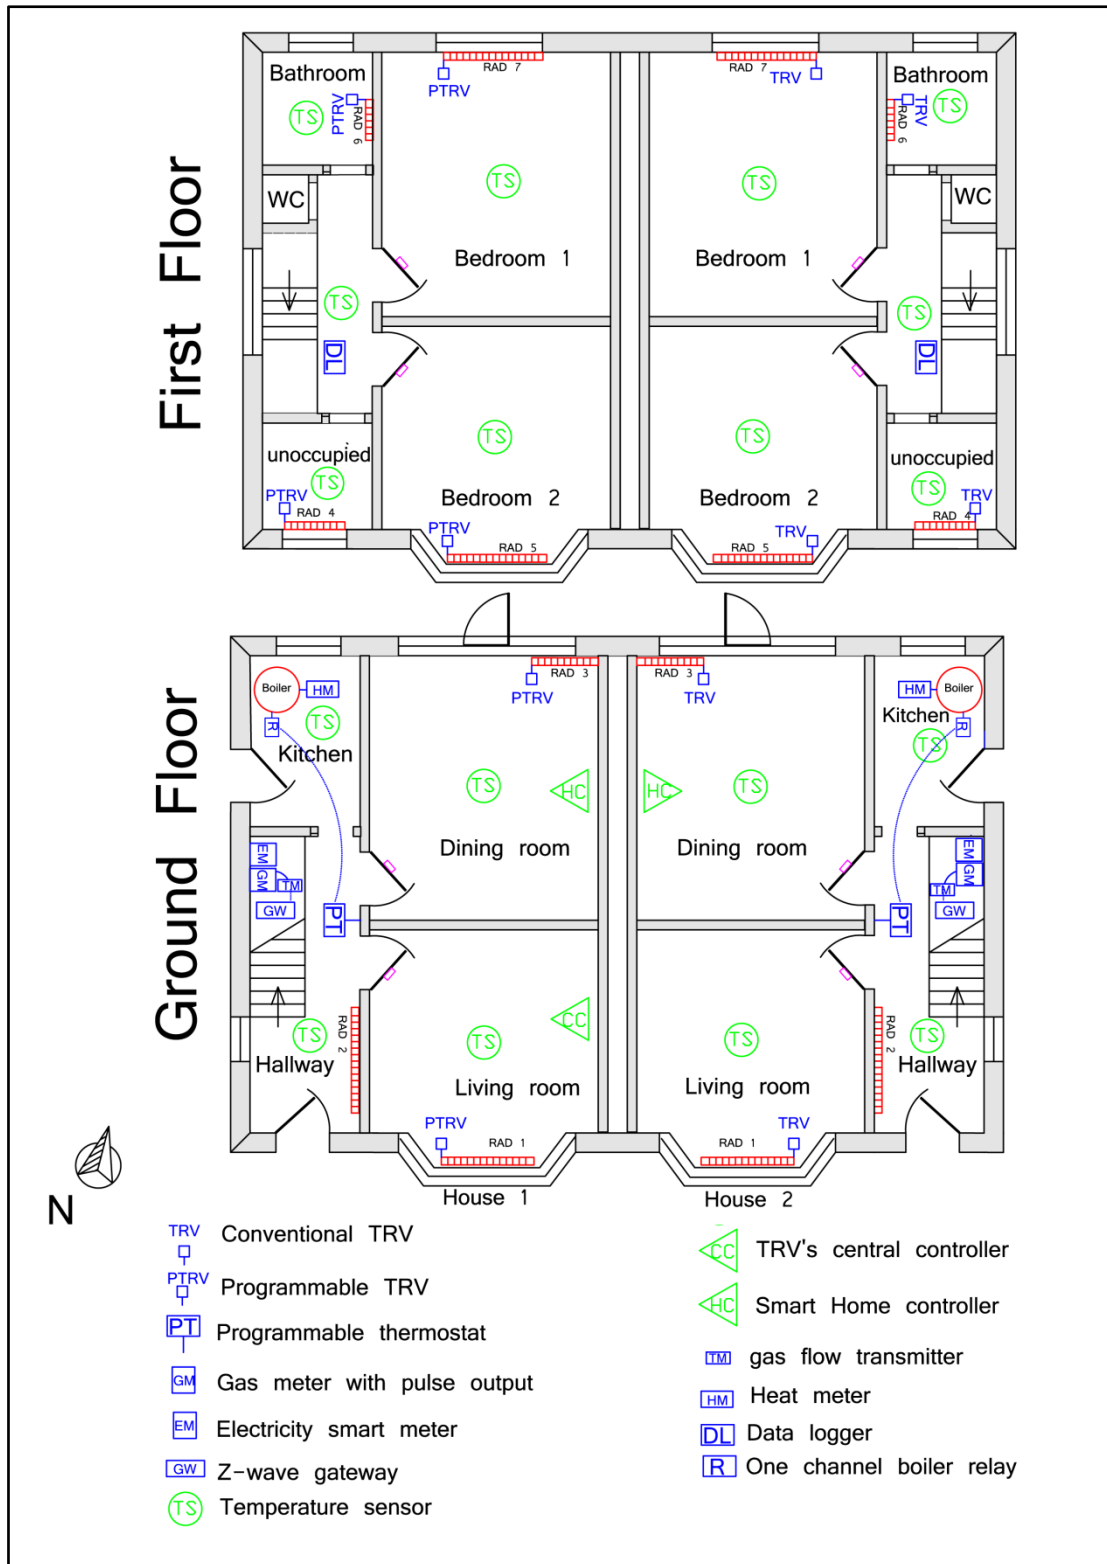 First Floor
Bathroom
TS
PTRV
RAD 6
PTRV
RAD 7
TS
Bedroom 1
WC
TS
DL
unoccupied
TS
PTRV
RAD 4
TS
Bedroom 2
PTRV
RAD 5
RAD 7
TRV
TS
Bedroom 1
Bathroom
TRV
RAD 6
TS
WC
TS
DL
TS
Bedroom 2
TRV
RAD 5
unoccupied
TS
TRV
RAD 4
Ground Floor
Boiler
HM
R
TS
Kitchen
EM
GM
TM
GW
PT
RAD 3
PTRV
TS
HC
Dining room
TS
RAD 2
Hallway
TS
CC
Living room
PTRV
RAD 1
House 1
RAD 3
TRV
HC
TS
Dining room
HM
Boiler
R
Kitchen
TS
EM
GM
TM
GW
PT
TS
Living room
RAD 1
TRV
RAD 2
TS
Hallway
House 2
N
TRV
Conventional TRV
PTRV
Programmable TRV
PT
Programmable thermostat
GM
Gas meter with pulse output
EM
Electricity smart meter
GW
Z-wave gateway
TS
Temperature sensor
CC
TRV's central controller
HC
Smart Home controller
TM
gas flow transmitter
HM
Heat meter
DL
Data logger
R
One channel boiler relay